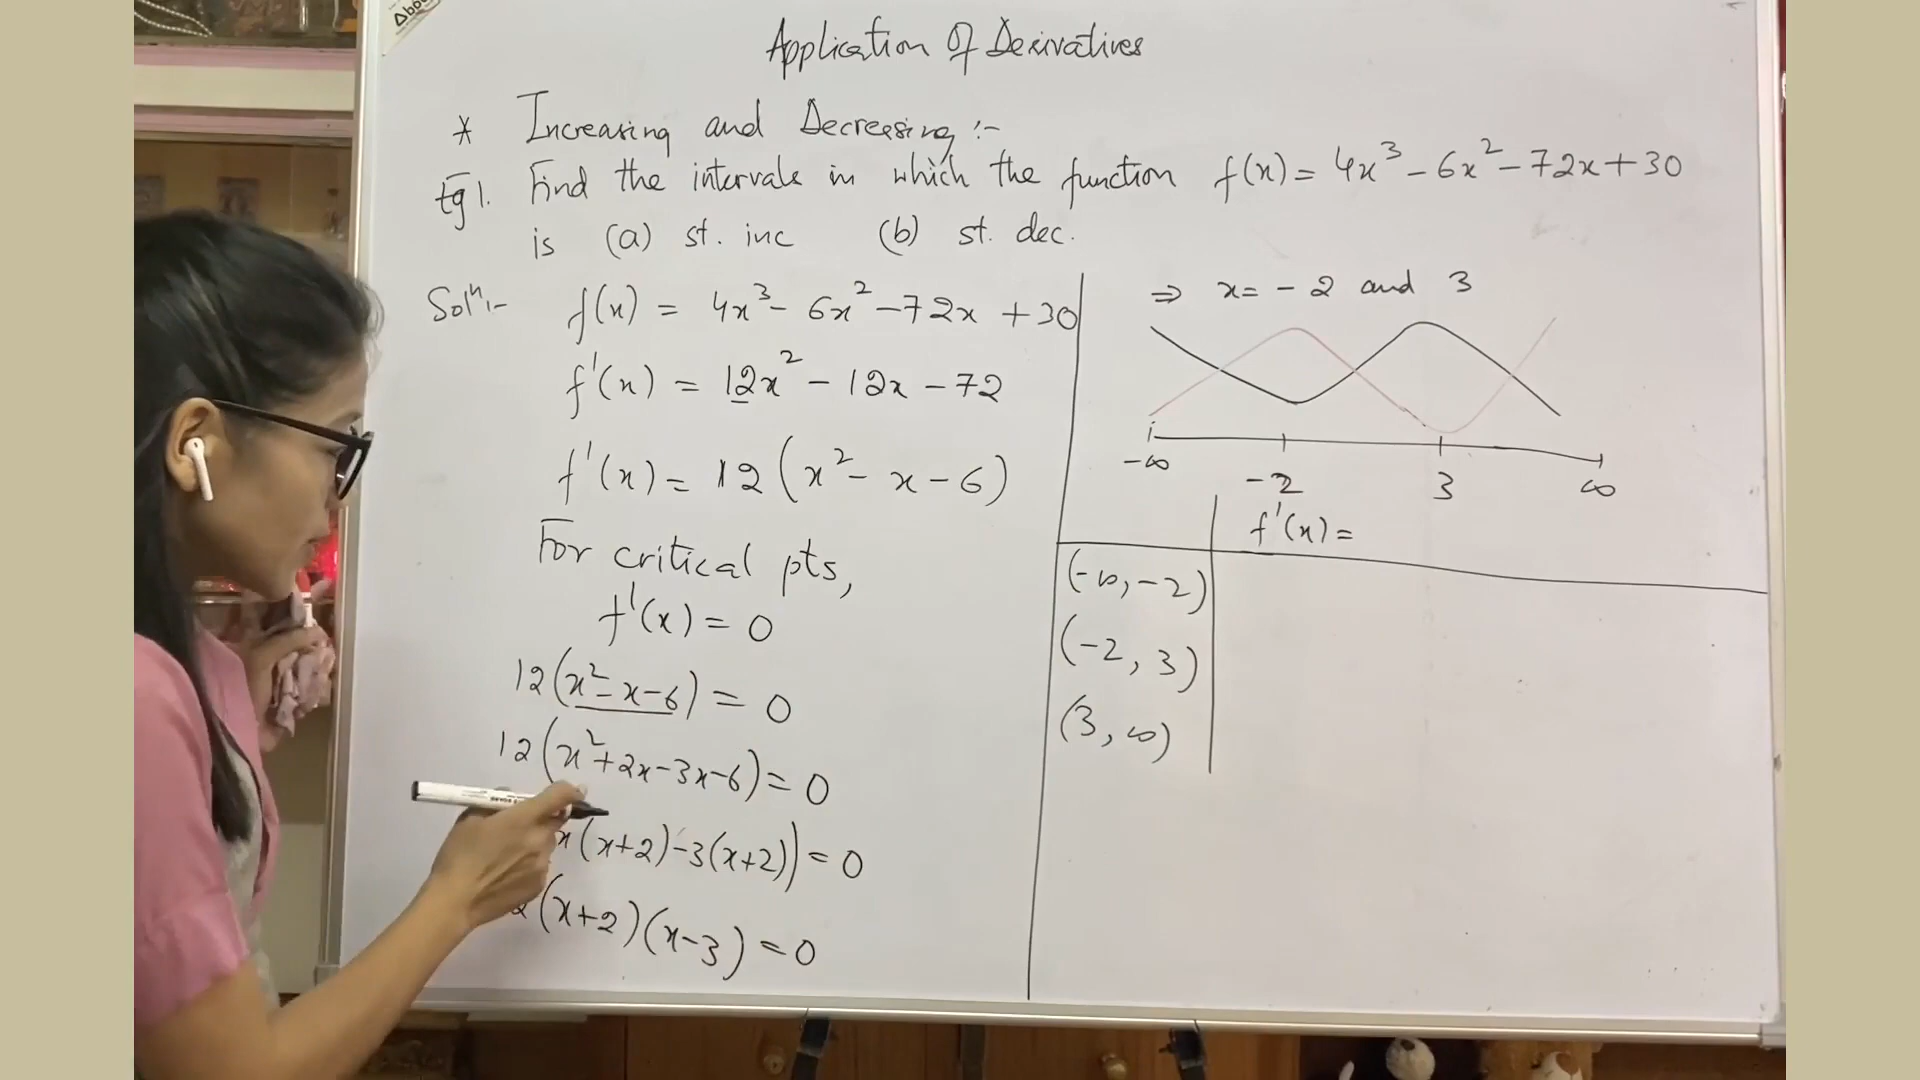 Application Of Derivatives
* Increasing and Decreasing :-
Eg 1. Find the intervals in which the function f(x) = 4x³ - 6x² - 72x + 30
is (a) st. inc (b) st. dec.
Solⁿ:- f(x) = 4x³ - 6x² - 72x + 30
f'(x) = 12x² - 12x - 72
f'(x) = 12(x² - x - 6)
For critical pts,
f'(x) = 0
12(x² - x - 6) = 0
12(x² + 2x - 3x - 6) = 0
x(x+2) - 3(x+2)) = 0
2(x+2)(x-3) = 0
⇒ x = -2 and 3
-∞ -2 3 ∞
f'(x) =
(-∞, -2)
(-2, 3)
(3, ∞)